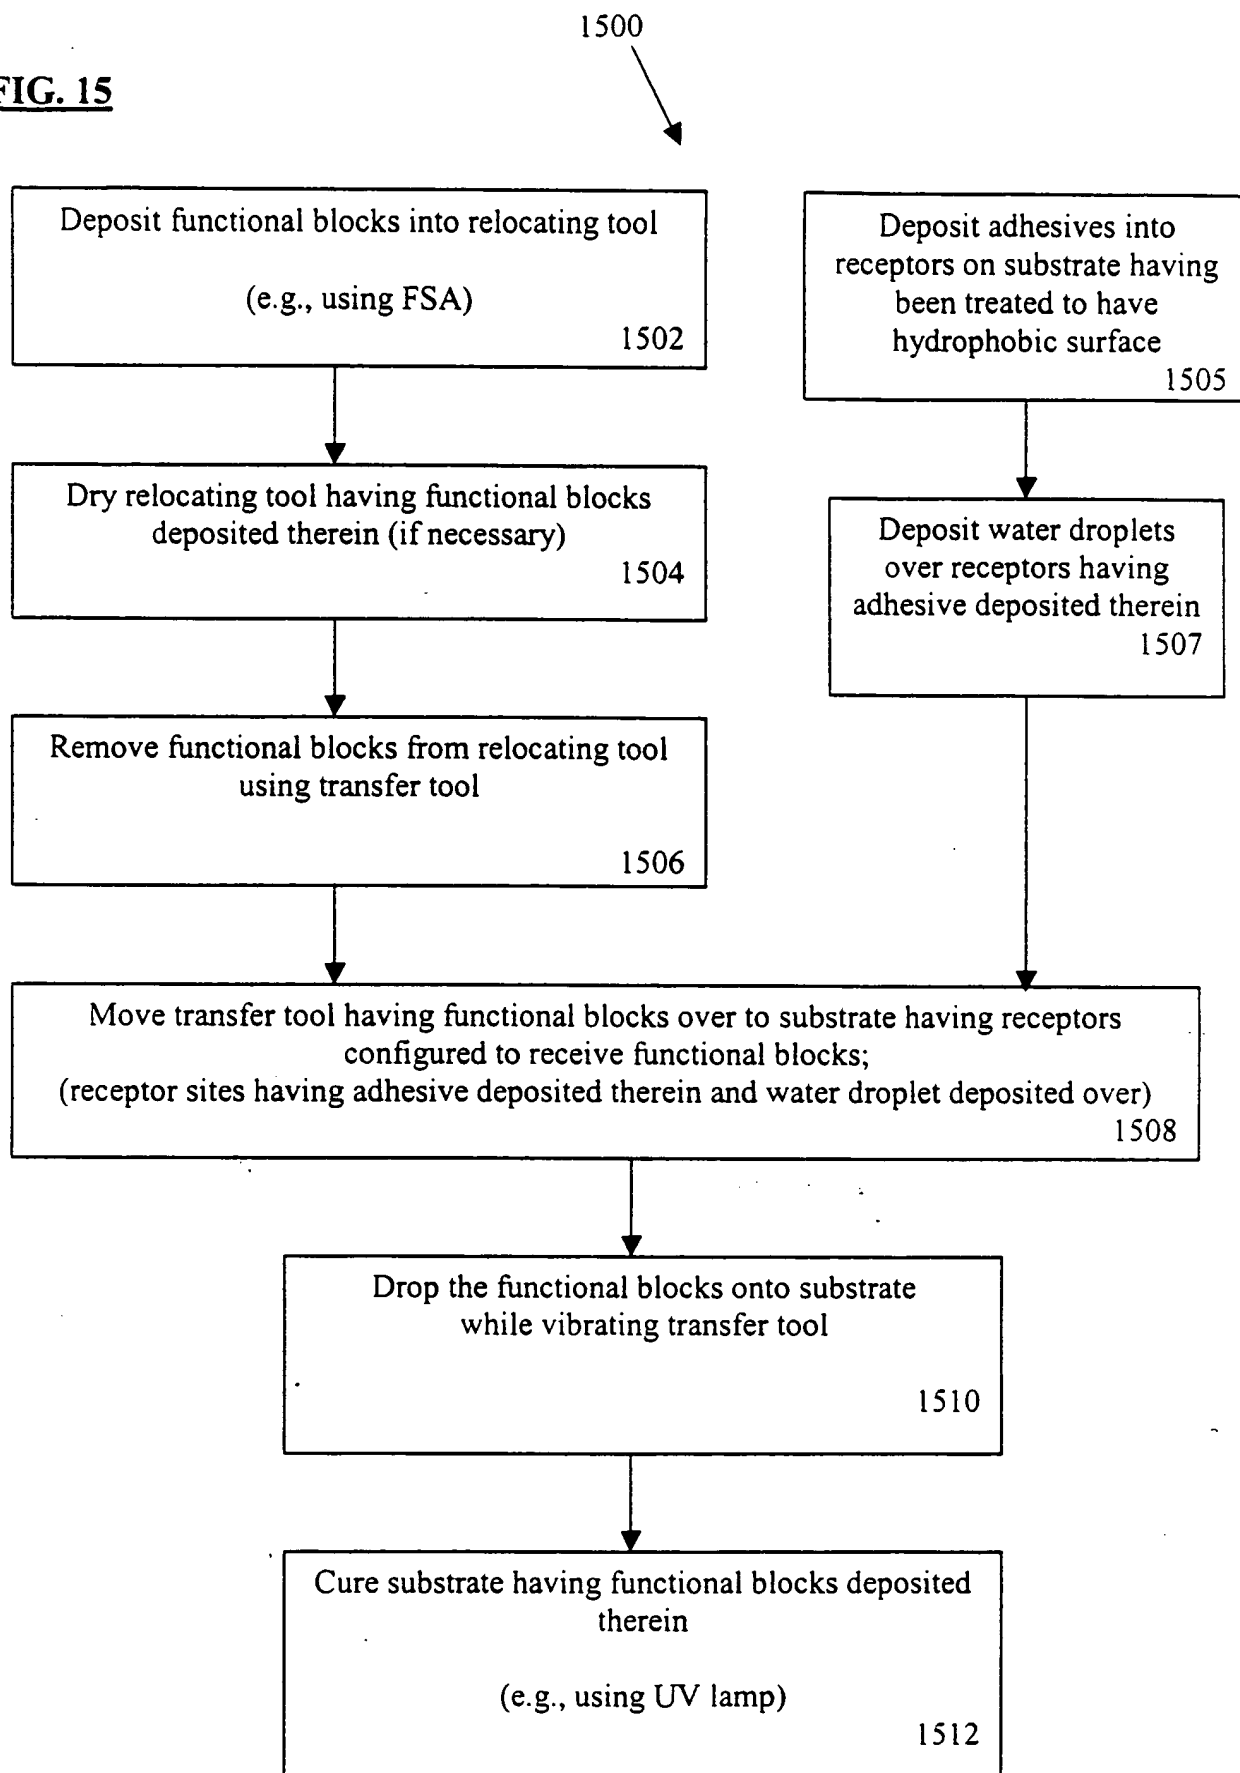 1500
FIG. 15
Deposit functional blocks into relocating tool
(e.g., using FSA)
1502
Deposit adhesives into
receptors on substrate having
been treated to have
hydrophobic surface
1505
Dry relocating tool having functional blocks
deposited therein (if necessary)
1504
Deposit water droplets
over receptors having
adhesive deposited therein
1507
Remove functional blocks from relocating tool
using transfer tool
1506
Move transfer tool having functional blocks over to substrate having receptors
configured to receive functional blocks;
(receptor sites having adhesive deposited therein and water droplet deposited over)
1508
Drop the functional blocks onto substrate
while vibrating transfer tool
1510
Cure substrate having functional blocks deposited
therein
(e.g., using UV lamp)
1512